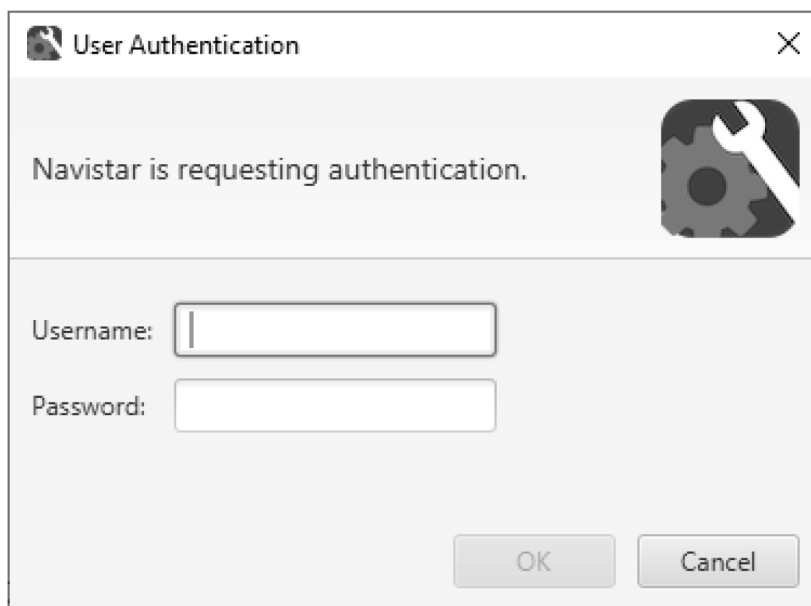 User Authentication
Navistar is requesting authentication.
Username:
Password:
OK
Cancel